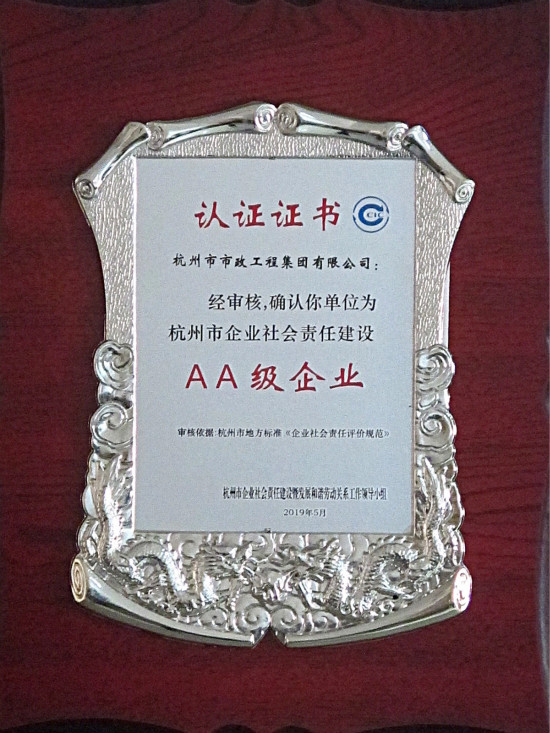 认证证书 CIC
杭州市市政工程集团有限公司：
经审核,确认你单位为
杭州市企业社会责任建设
AA级企业
审核依据:杭州市地方标准《企业社会责任评价规范》
杭州市企业社会责任建设暨发展和谐劳动关系工作领导小组
2019年5月